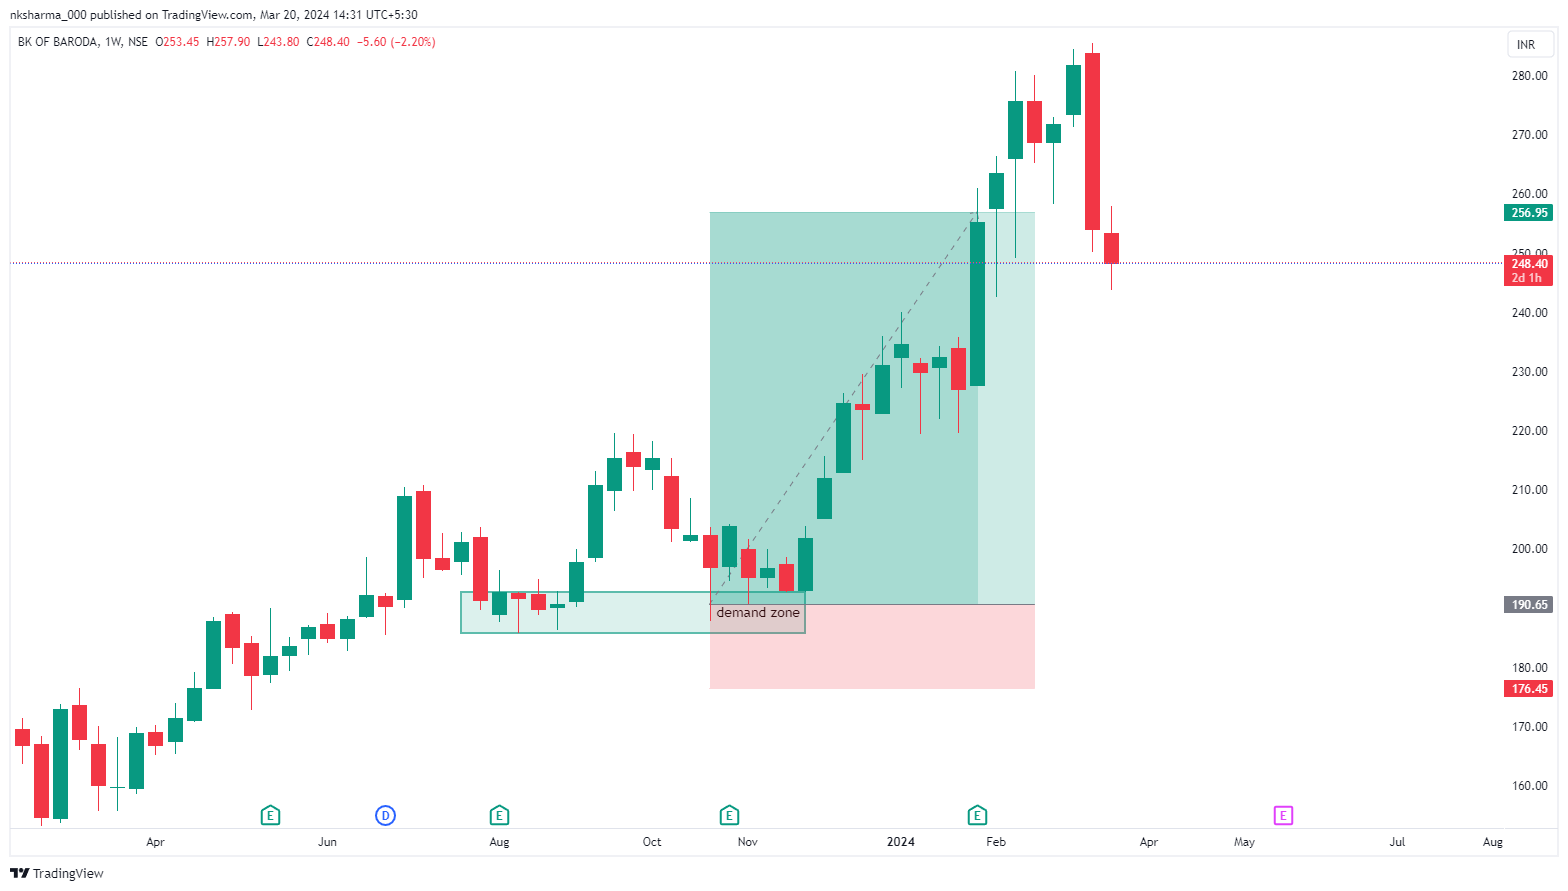 nksharma_000 published on TradingView.com, Mar 20, 2024 14:31 UTC+5:30
BK OF BARODA, 1W, NSE O253.45 H257.90 L243.80 C248.40 −5.60 (−2.20%)
INR
280.00
270.00
260.00
256.95
250.00
248.40
2d 1h
240.00
230.00
220.00
210.00
200.00
190.65
demand zone
180.00
176.45
170.00
160.00
E D E E E E
Apr Jun Aug Oct Nov 2024 Feb Apr May Jul Aug
TradingView